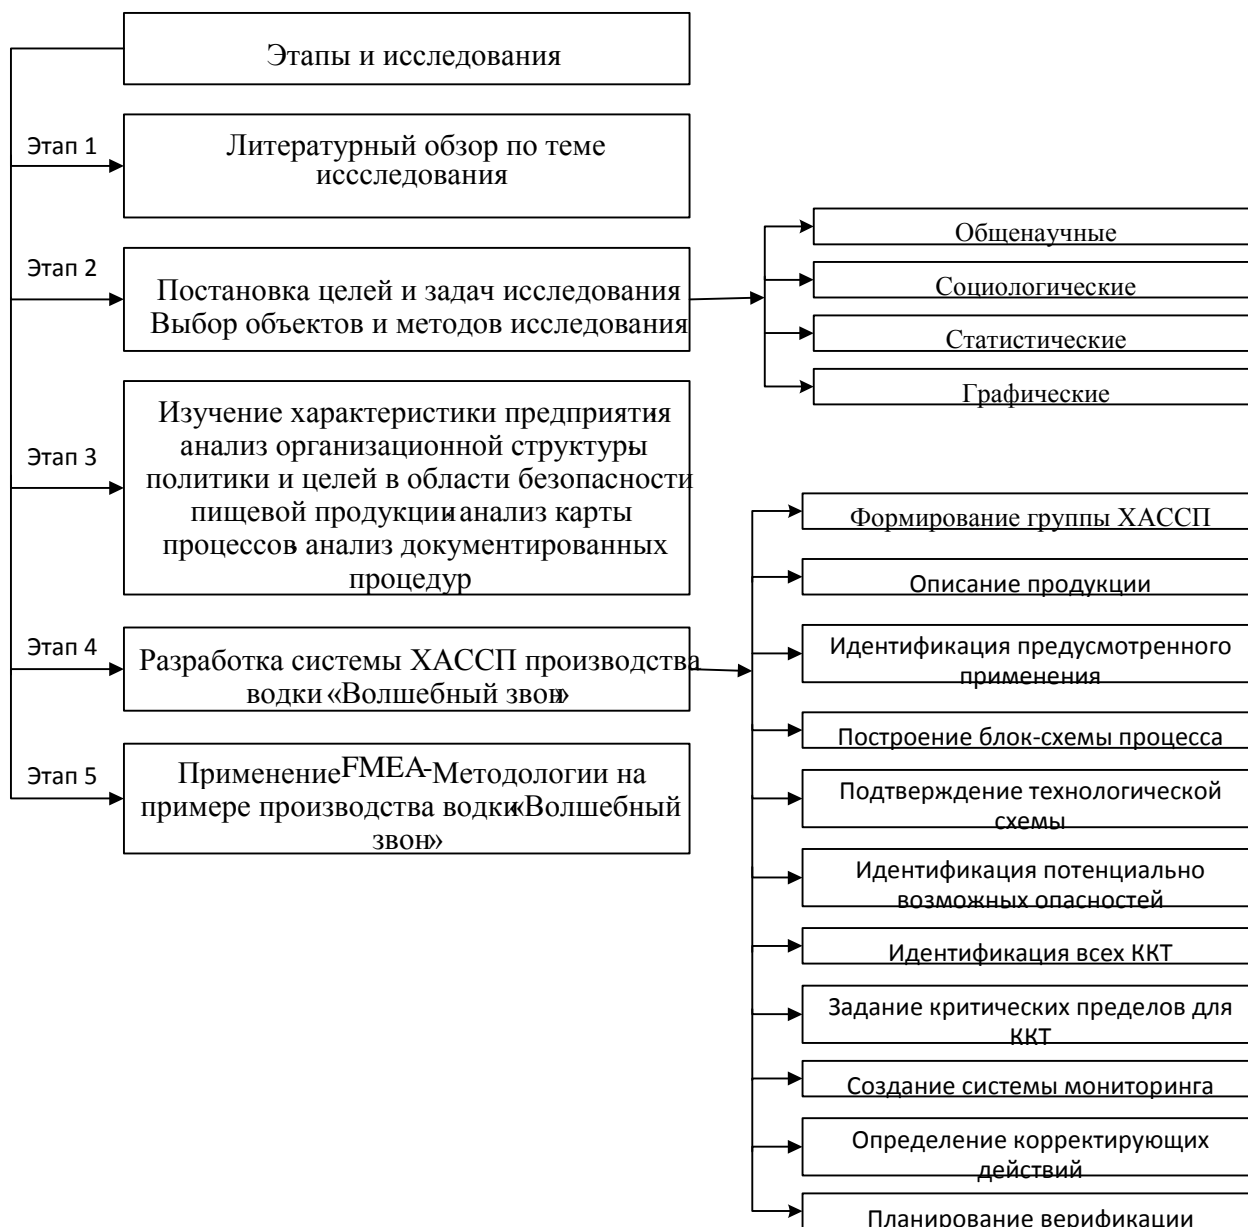 Этапы и исследования
Этап 1
Литературный обзор по теме
иссследования
Этап 2
Постановка целей и задач исследования
Выбор объектов и методов исследования
Общенаучные
Социологические
Статистические
Графические
Этап 3
Изучение характеристики предприятия,
анализ организационной структуры,
политики и целей в области безопасности
пищевой продукции, анализ карты
процессов, анализ документированных
процедур
Этап 4
Разработка системы ХАССП производства
водки «Волшебный звон»
Формирование группы ХАССП
Описание продукции
Идентификация предусмотренного
применения
Построение блок-схемы процесса
Подтверждение технологической
схемы
Идентификация потенциально
возможных опасностей
Идентификация всех ККТ
Задание критических пределов для
ККТ
Создание системы мониторинга
Определение корректирующих
действий
Планирование верификации
Этап 5
Применение FMEA-Методологии на
примере производства водки «Волшебный
звон»